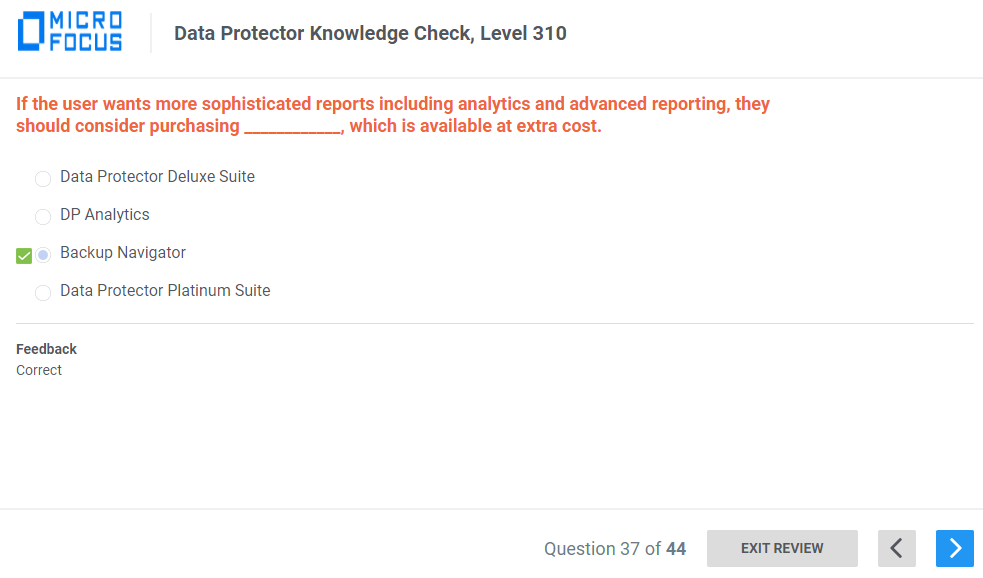 MICRO
FOCUS
Data Protector Knowledge Check, Level 310
If the user wants more sophisticated reports including analytics and advanced reporting, they
should consider purchasing ____________, which is available at extra cost.
Data Protector Deluxe Suite
DP Analytics
Backup Navigator
Data Protector Platinum Suite
Feedback
Correct
Question 37 of 44
EXIT REVIEW